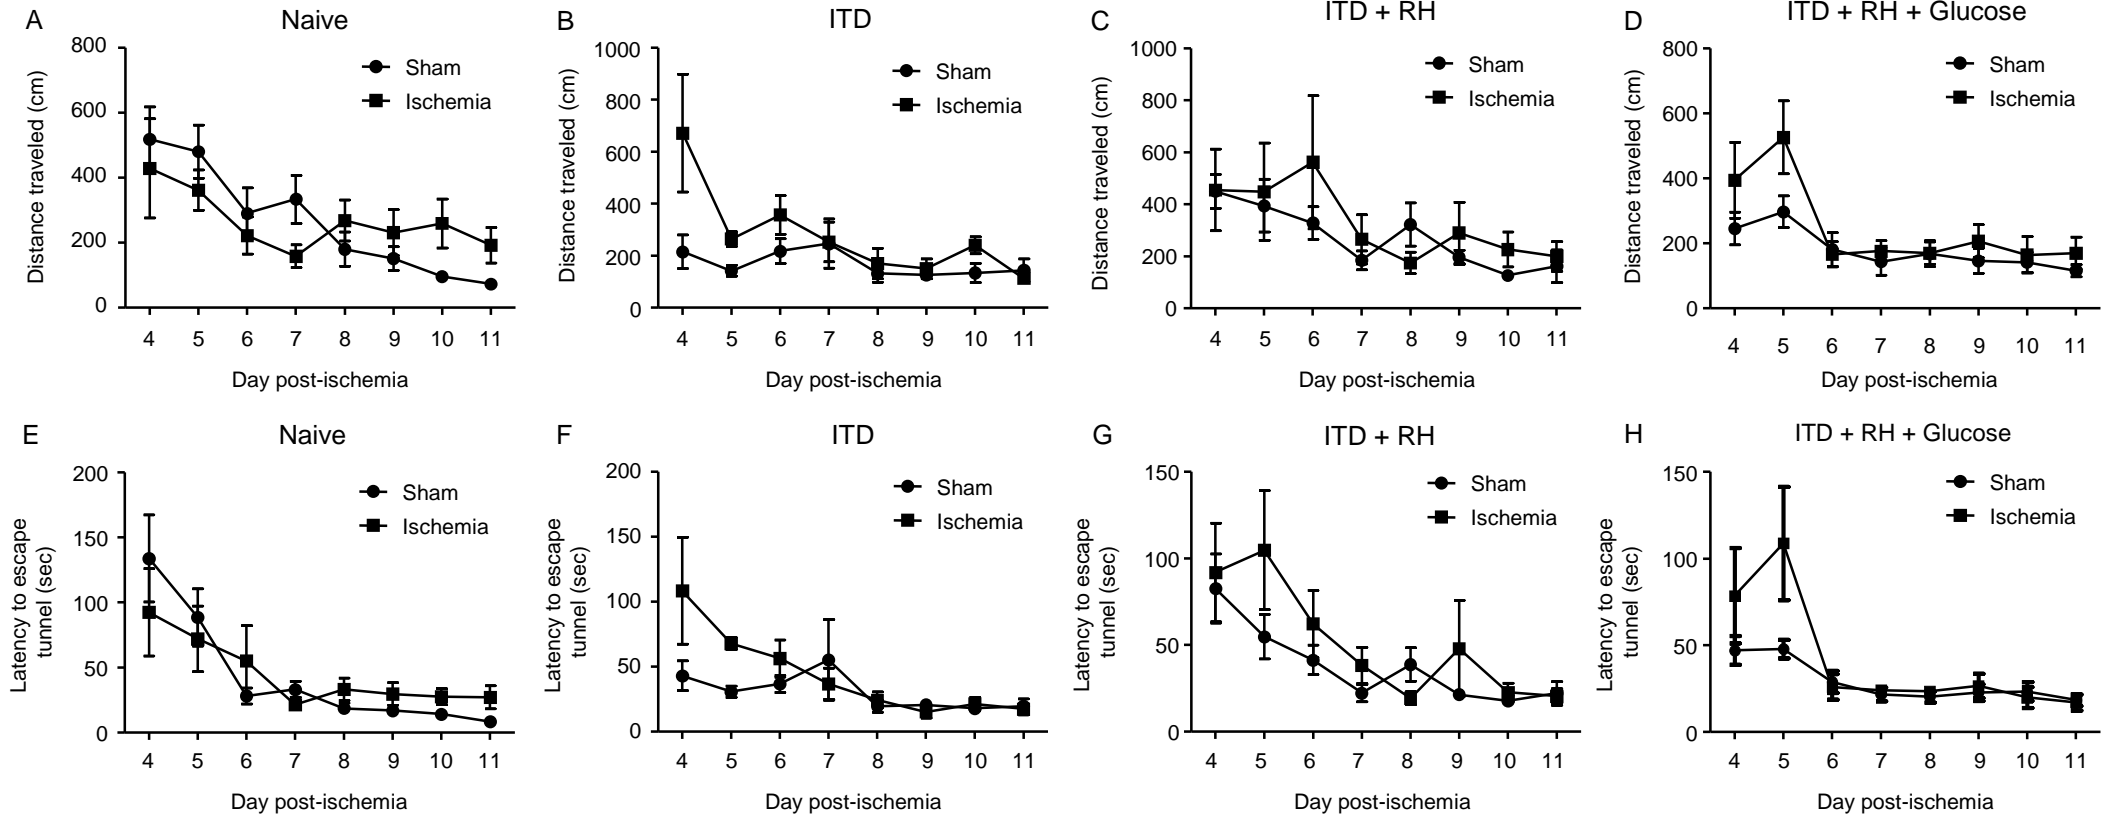 A
Naive
800
600
400
200
0
Distance traveled (cm)
Sham
Ischemia
4 5 6 7 8 9 10 11
Day post-ischemia
B
ITD
1000
800
600
400
200
0
Distance traveled (cm)
Sham
Ischemia
4 5 6 7 8 9 10 11
Day post-ischemia
C
ITD + RH
1000
800
600
400
200
0
Distance traveled (cm)
Sham
Ischemia
4 5 6 7 8 9 10 11
Day post-ischemia
D
ITD + RH + Glucose
800
600
400
200
0
Distance traveled (cm)
Sham
Ischemia
4 5 6 7 8 9 10 11
Day post-ischemia
E
Naive
200
150
100
50
0
Latency to escape
tunnel (sec)
Sham
Ischemia
4 5 6 7 8 9 10 11
Day post-ischemia
F
ITD
200
150
100
50
0
Latency to escape
tunnel (sec)
Sham
Ischemia
4 5 6 7 8 9 10 11
Day post-ischemia
G
ITD + RH
150
100
50
0
Latency to escape
tunnel (sec)
Sham
Ischemia
4 5 6 7 8 9 10 11
Day post-ischemia
H
ITD + RH + Glucose
150
100
50
0
Latency to escape
tunnel (sec)
Sham
Ischemia
4 5 6 7 8 9 10 11
Day post-ischemia